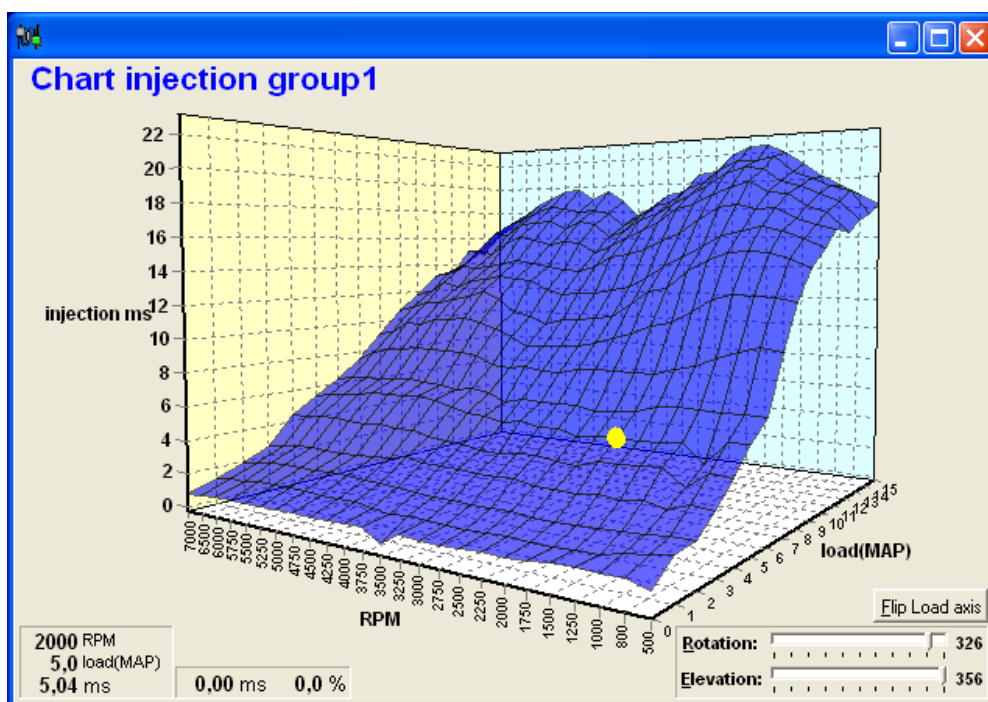 Chart injection group1
22
20
18
16
14
injection ms 12
10
8
6
4
2
0
7000 6500 6000 5750 5500 5250 5000 4750 4500 4250 4000 3750 3500 3250 3000 2750 2500 2250 2000 1750 1500 1250 1000 800 650 500
RPM
0 1 2 3 4 5 6 7 8 9 10 11 12 13 14 15
load(MAP)
Flip Load axis
2000 RPM
5,0 load(MAP)
5,04 ms
0,00 ms 0,0 %
Rotation: 326
Elevation: 356